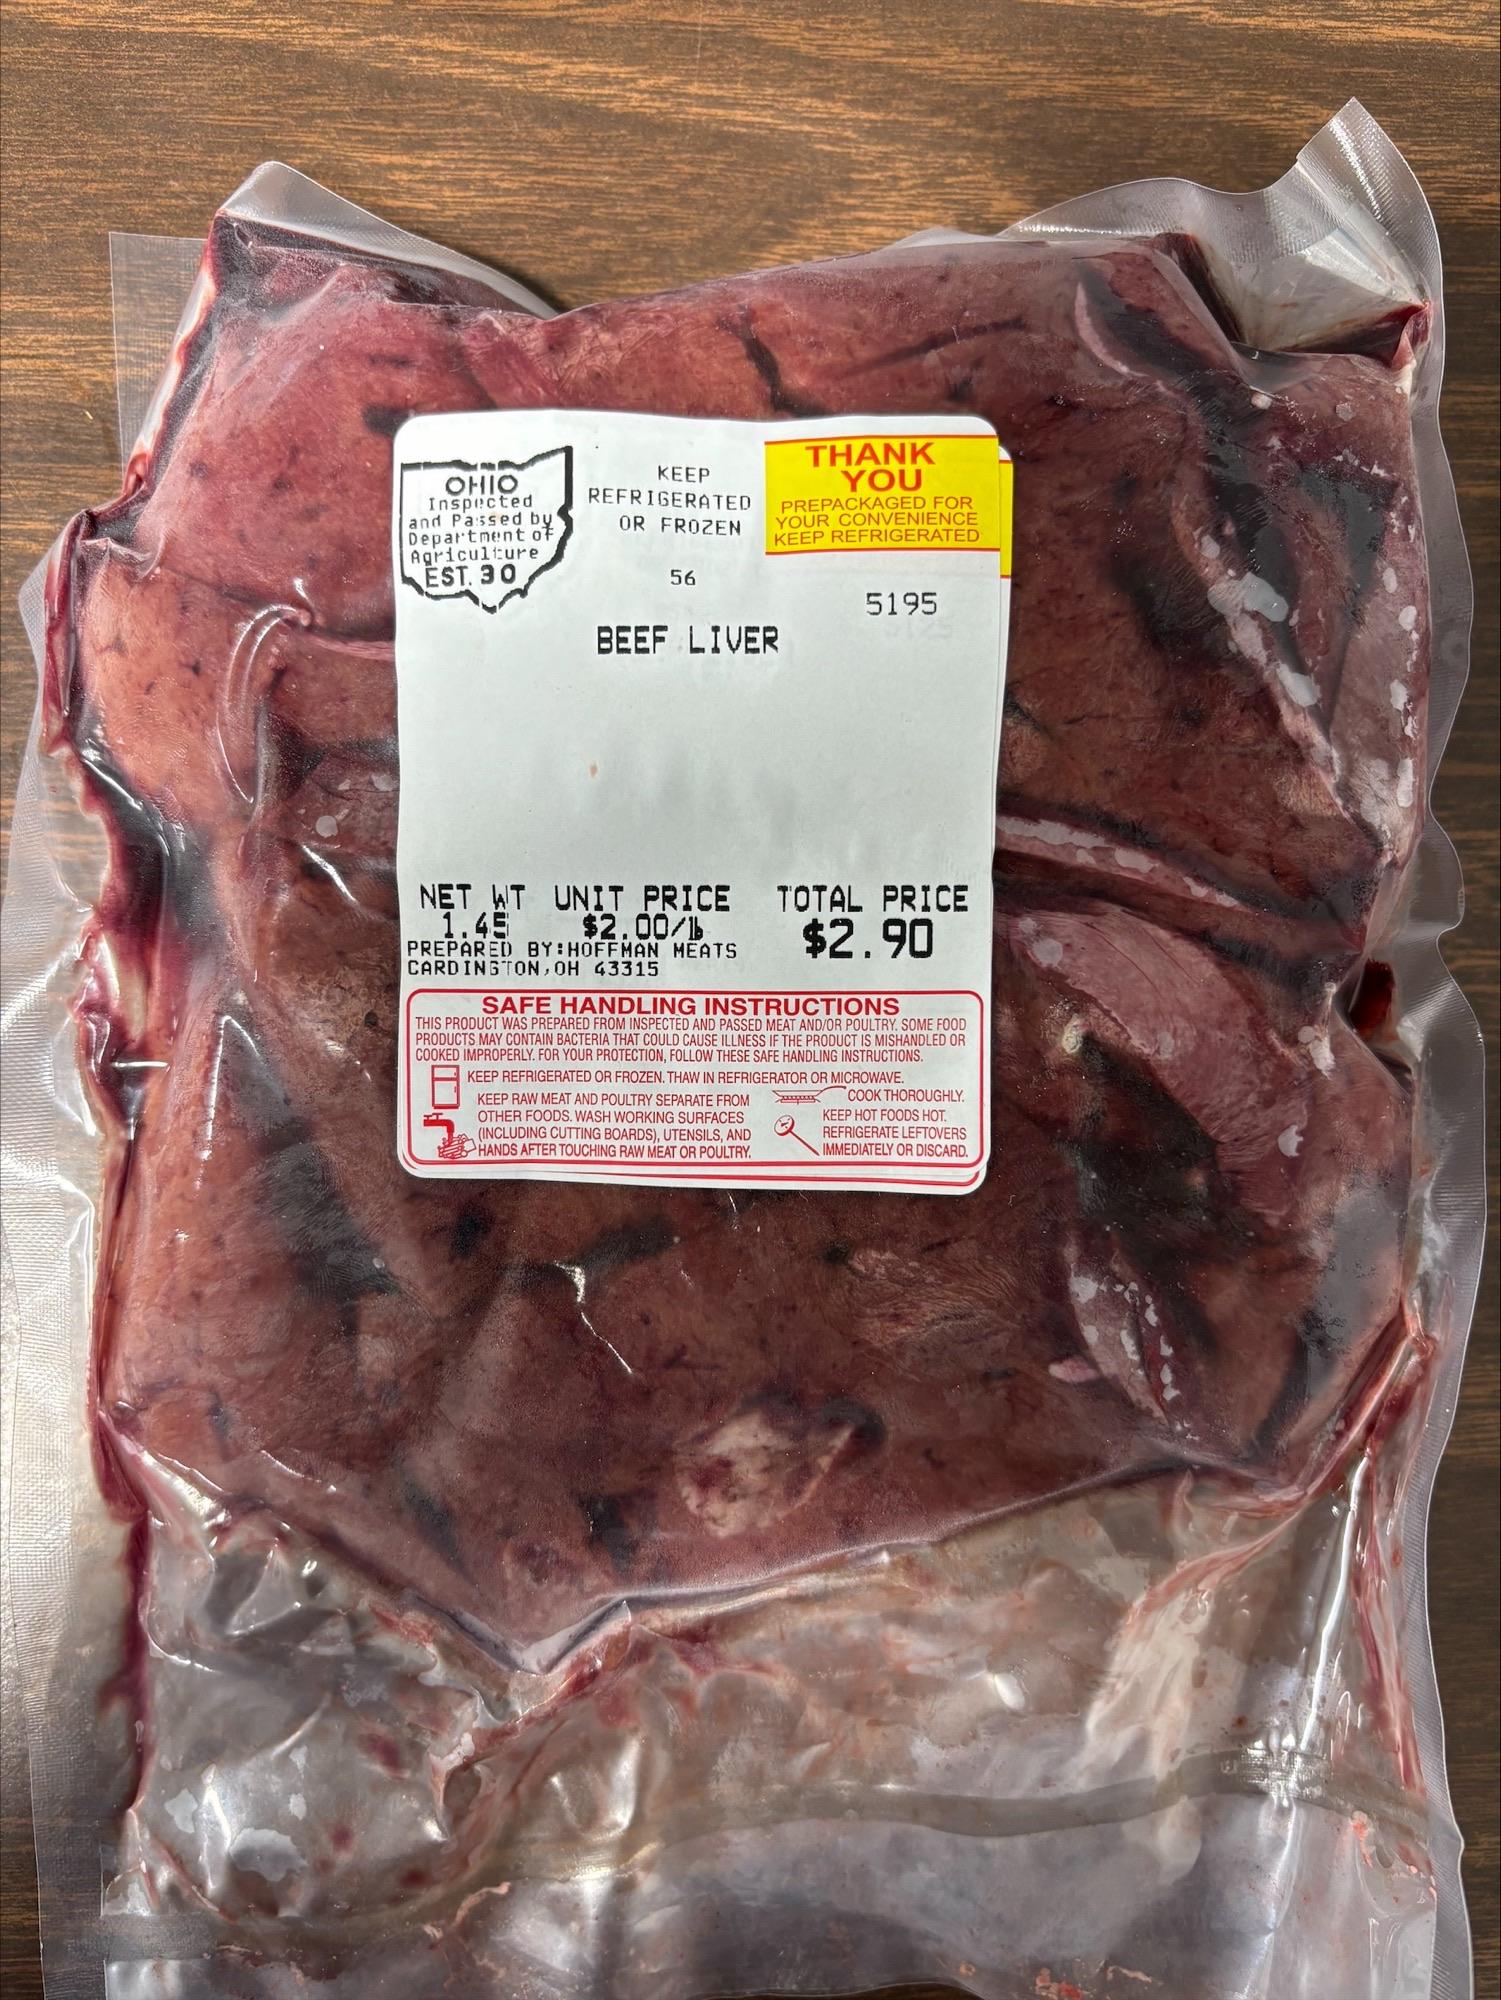 OHIO
Inspected
and Passed by
Department of
Agriculture
EST. 30
KEEP
REFRIGERATED
OR FROZEN
56
THANK
YOU
PREPACKAGED FOR
YOUR CONVENIENCE
KEEP REFRIGERATED
5195
BEEF LIVER
NET WT UNIT PRICE TOTAL PRICE
1.45 $2.00/lb $2.90
PREPARED BY:HOFFMAN MEATS
CARDINGTON,OH 43315
SAFE HANDLING INSTRUCTIONS
THIS PRODUCT WAS PREPARED FROM INSPECTED AND PASSED MEAT AND/OR POULTRY. SOME FOOD
PRODUCTS MAY CONTAIN BACTERIA THAT COULD CAUSE ILLNESS IF THE PRODUCT IS MISHANDLED OR
COOKED IMPROPERLY. FOR YOUR PROTECTION, FOLLOW THESE SAFE HANDLING INSTRUCTIONS.
KEEP REFRIGERATED OR FROZEN. THAW IN REFRIGERATOR OR MICROWAVE.
KEEP RAW MEAT AND POULTRY SEPARATE FROM
OTHER FOODS. WASH WORKING SURFACES
(INCLUDING CUTTING BOARDS), UTENSILS, AND
HANDS AFTER TOUCHING RAW MEAT OR POULTRY.
COOK THOROUGHLY.
KEEP HOT FOODS HOT.
REFRIGERATE LEFTOVERS
IMMEDIATELY OR DISCARD.